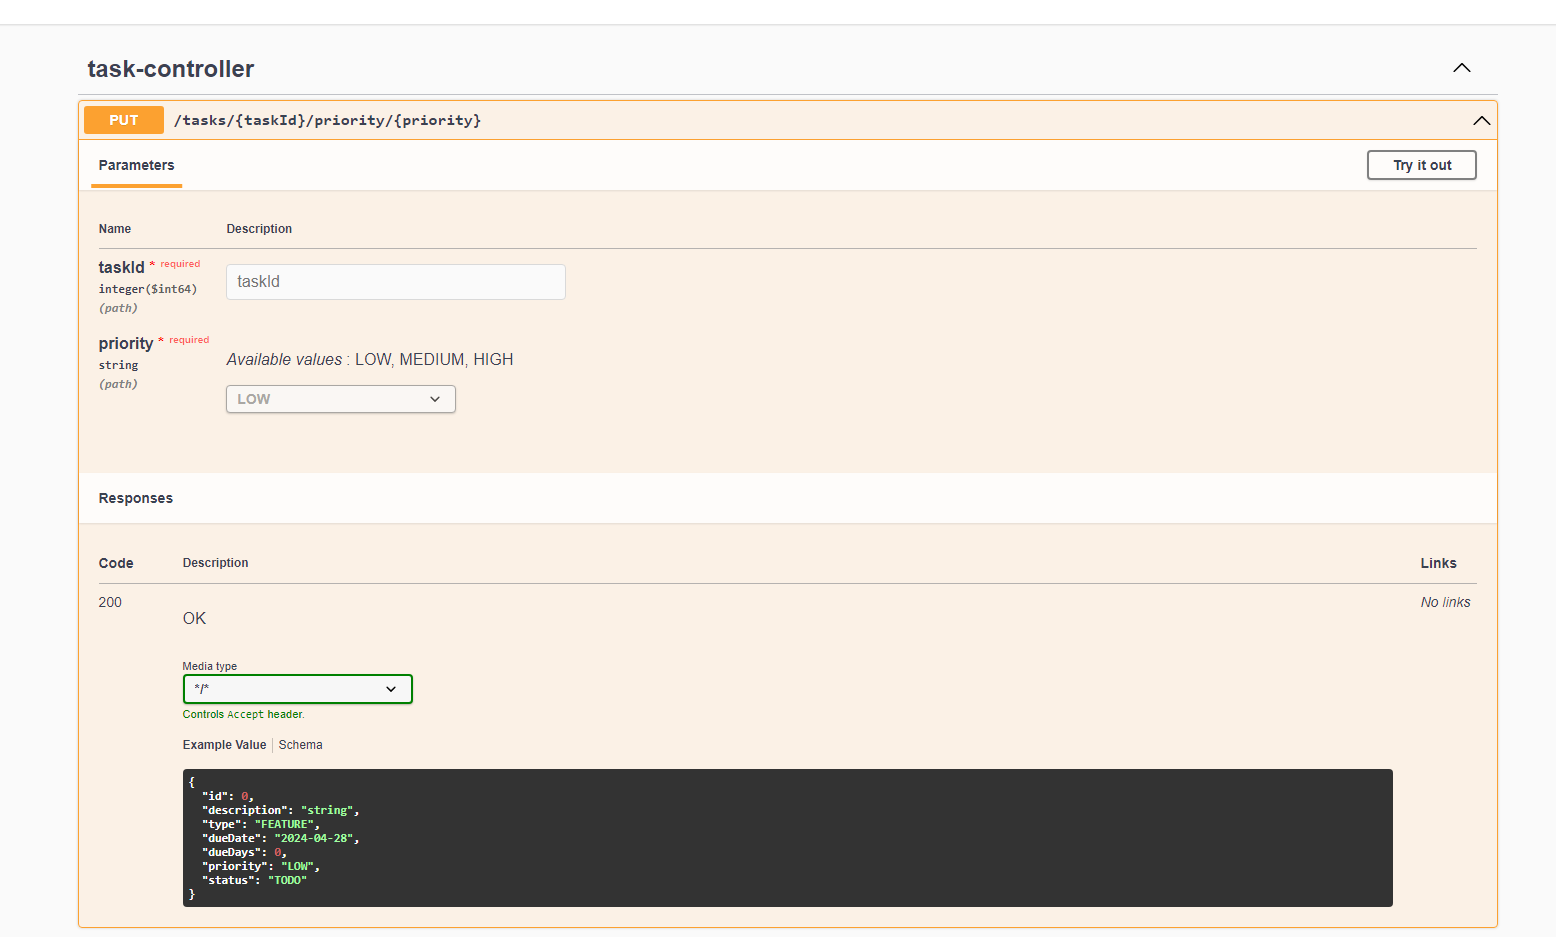 task-controller
PUT /tasks/{taskId}/priority/{priority}
Parameters
Try it out
Name Description
taskId * required
integer($int64)
(path)
taskId
priority * required
string
(path)
Available values : LOW, MEDIUM, HIGH
LOW
Responses
Code Description Links
200
OK
No links
Media type
*/*
Controls Accept header.
Example Value Schema
{
  "id": 0,
  "description": "string",
  "type": "FEATURE",
  "dueDate": "2024-04-28",
  "dueDays": 0,
  "priority": "LOW",
  "status": "TODO"
}